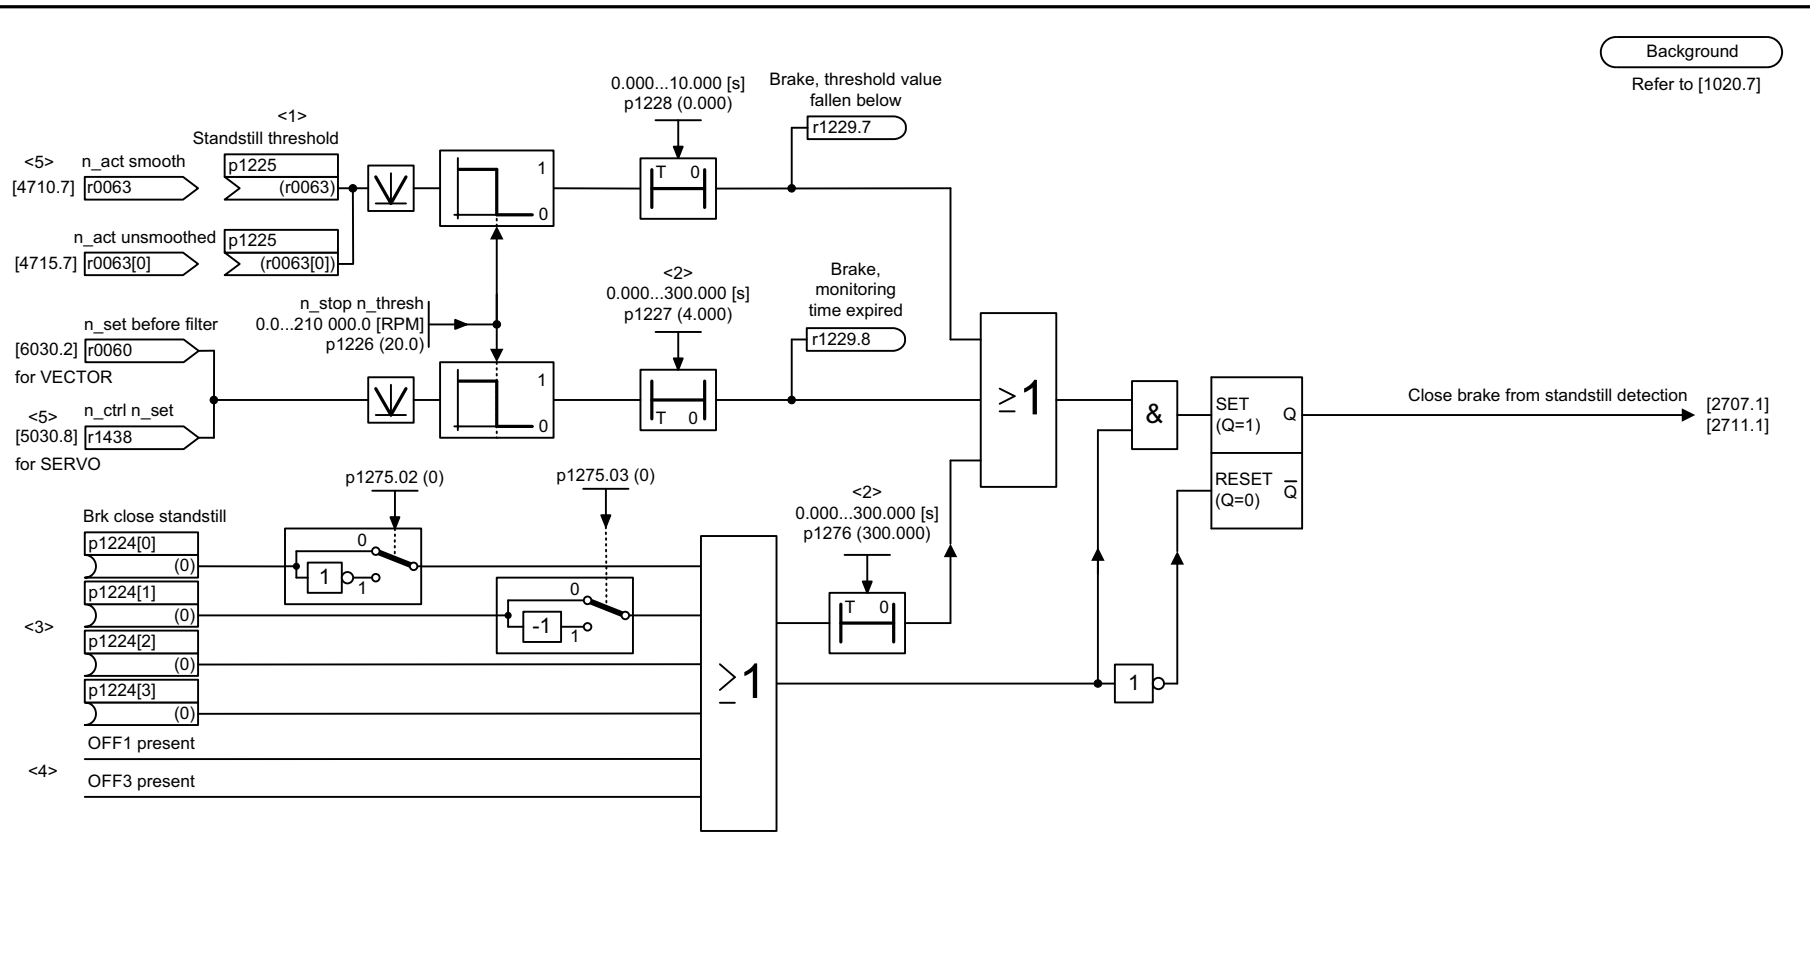 Background
Refer to [1020.7]
0.000...10.000 [s]
p1228 (0.000)
Brake, threshold value
fallen below
r1229.7
<1>
Standstill threshold
<5>
n_act smooth
[4710.7]
r0063
p1225
(r0063)
1
0
T
0
n_act unsmoothed
[4715.7]
r0063[0]
p1225
(r0063[0])
n_stop n_thresh
0.0...210 000.0 [RPM]
p1226 (20.0)
<2>
0.000...300.000 [s]
p1227 (4.000)
Brake,
monitoring
time expired
r1229.8
n_set before filter
[6030.2]
r0060
for VECTOR
<5>
n_ctrl n_set
[5030.8]
r1438
for SERVO
1
0
T
0
≥1
&
SET
(Q=1)
Q
RESET
(Q=0)
Q̅
Close brake from standstill detection
[2707.1]
[2711.1]
p1275.02 (0)
p1275.03 (0)
Brk close standstill
p1224[0]
(0)
0
1
1
p1224[1]
(0)
0
-1
1
<3>
p1224[2]
(0)
p1224[3]
(0)
<2>
0.000...300.000 [s]
p1276 (300.000)
T
0
≥1
1
OFF1 present
<4>
OFF3 present